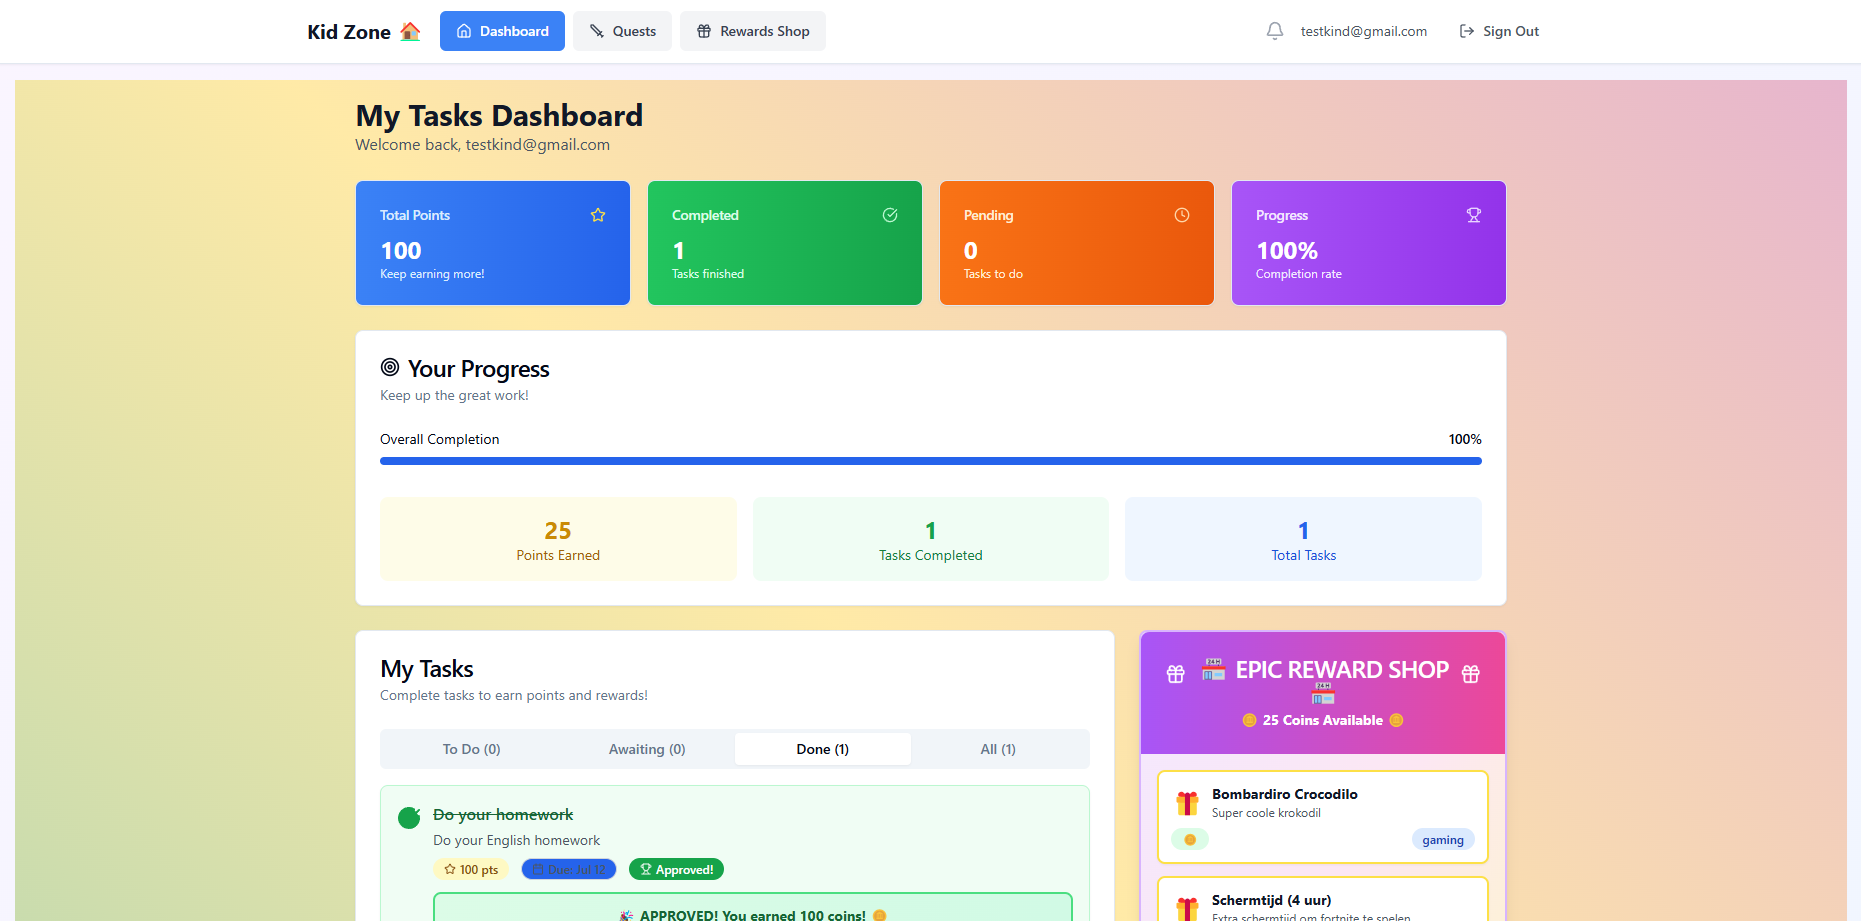 Kid Zone
Dashboard
Quests
Rewards Shop
testkind@gmail.com
Sign Out
My Tasks Dashboard
Welcome back, testkind@gmail.com
Total Points
100
Keep earning more!
Completed
1
Tasks finished
Pending
0
Tasks to do
Progress
100%
Completion rate
Your Progress
Keep up the great work!
Overall Completion
100%
25
Points Earned
1
Tasks Completed
1
Total Tasks
My Tasks
Complete tasks to earn points and rewards!
To Do (0)
Awaiting (0)
Done (1)
All (1)
Do your homework
Do your English homework
100 pts
Due: Jul 12
Approved!
APPROVED! You earned 100 coins!
EPIC REWARD SHOP
25 Coins Available
Bombardiro Crocodilo
Super coole krokodil
gaming
Schermtijd (4 uur)
Extra schermtijd om fortnite te spelen